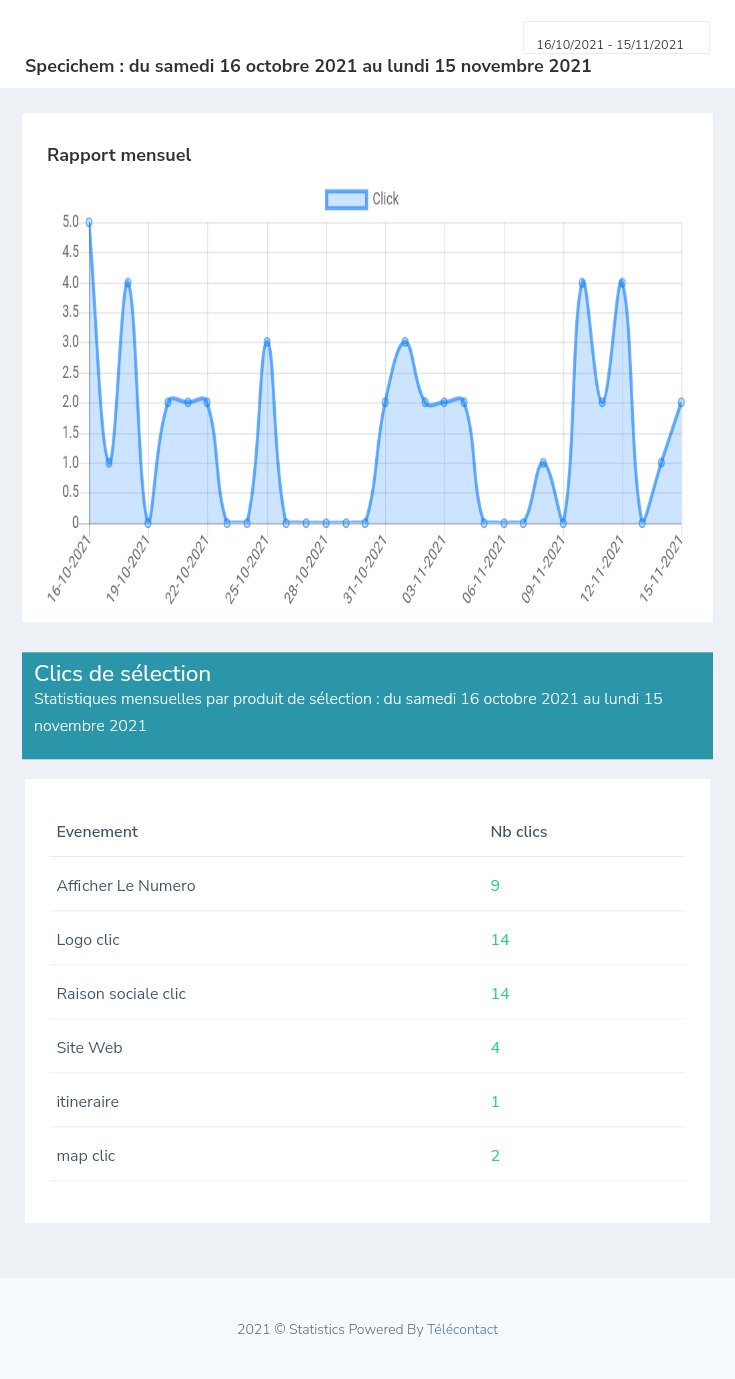 16/10/2021 - 15/11/2021
Specichem : du samedi 16 octobre 2021 au lundi 15 novembre 2021
Rapport mensuel
Click
5.0
4.5
4.0
3.5
3.0
2.5
2.0
1.5
1.0
0.5
0
16-10-2021
19-10-2021
22-10-2021
25-10-2021
28-10-2021
31-10-2021
03-11-2021
06-11-2021
09-11-2021
12-11-2021
15-11-2021
Clics de sélection
Statistiques mensuelles par produit de sélection : du samedi 16 octobre 2021 au lundi 15
novembre 2021
Evenement Nb clics
Afficher Le Numero 9
Logo clic 14
Raison sociale clic 14
Site Web 4
itineraire 1
map clic 2
2021 © Statistics Powered By Télécontact